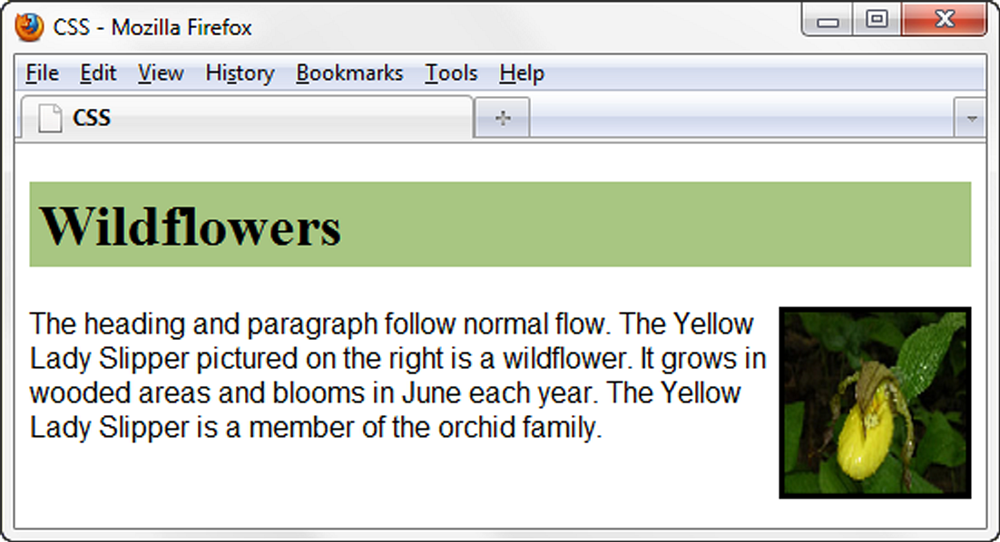 CSS - Mozilla Firefox
File Edit View History Bookmarks Tools Help
CSS
Wildflowers
The heading and paragraph follow normal flow. The Yellow
Lady Slipper pictured on the right is a wildflower. It grows in
wooded areas and blooms in June each year. The Yellow
Lady Slipper is a member of the orchid family.